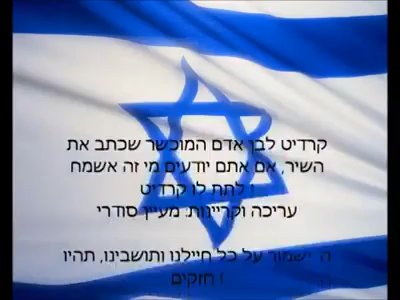 קרדיט לבן אדם המוכשר שכתב את
השיר, אם אתם יודעים מי זה אשמח
לתת לו קרדיט !
עריכה וקריינות: מעיין סודרי
ה' ישמור על כל חיילנו ותושבינו, תהיו
חזקים !